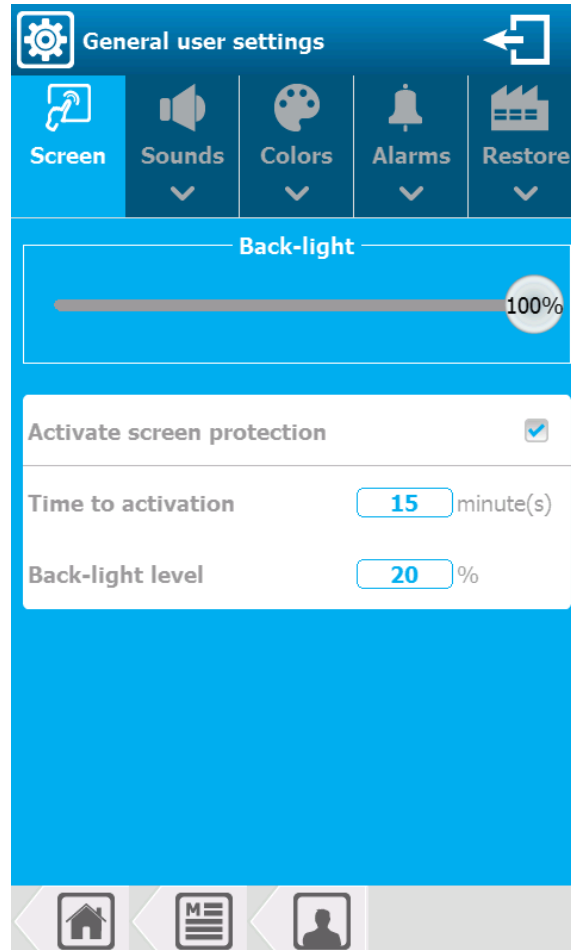 General user settings
Screen Sounds Colors Alarms Restore
Back-light
100%
Activate screen protection
Time to activation 15 minute(s)
Back-light level 20 %
M